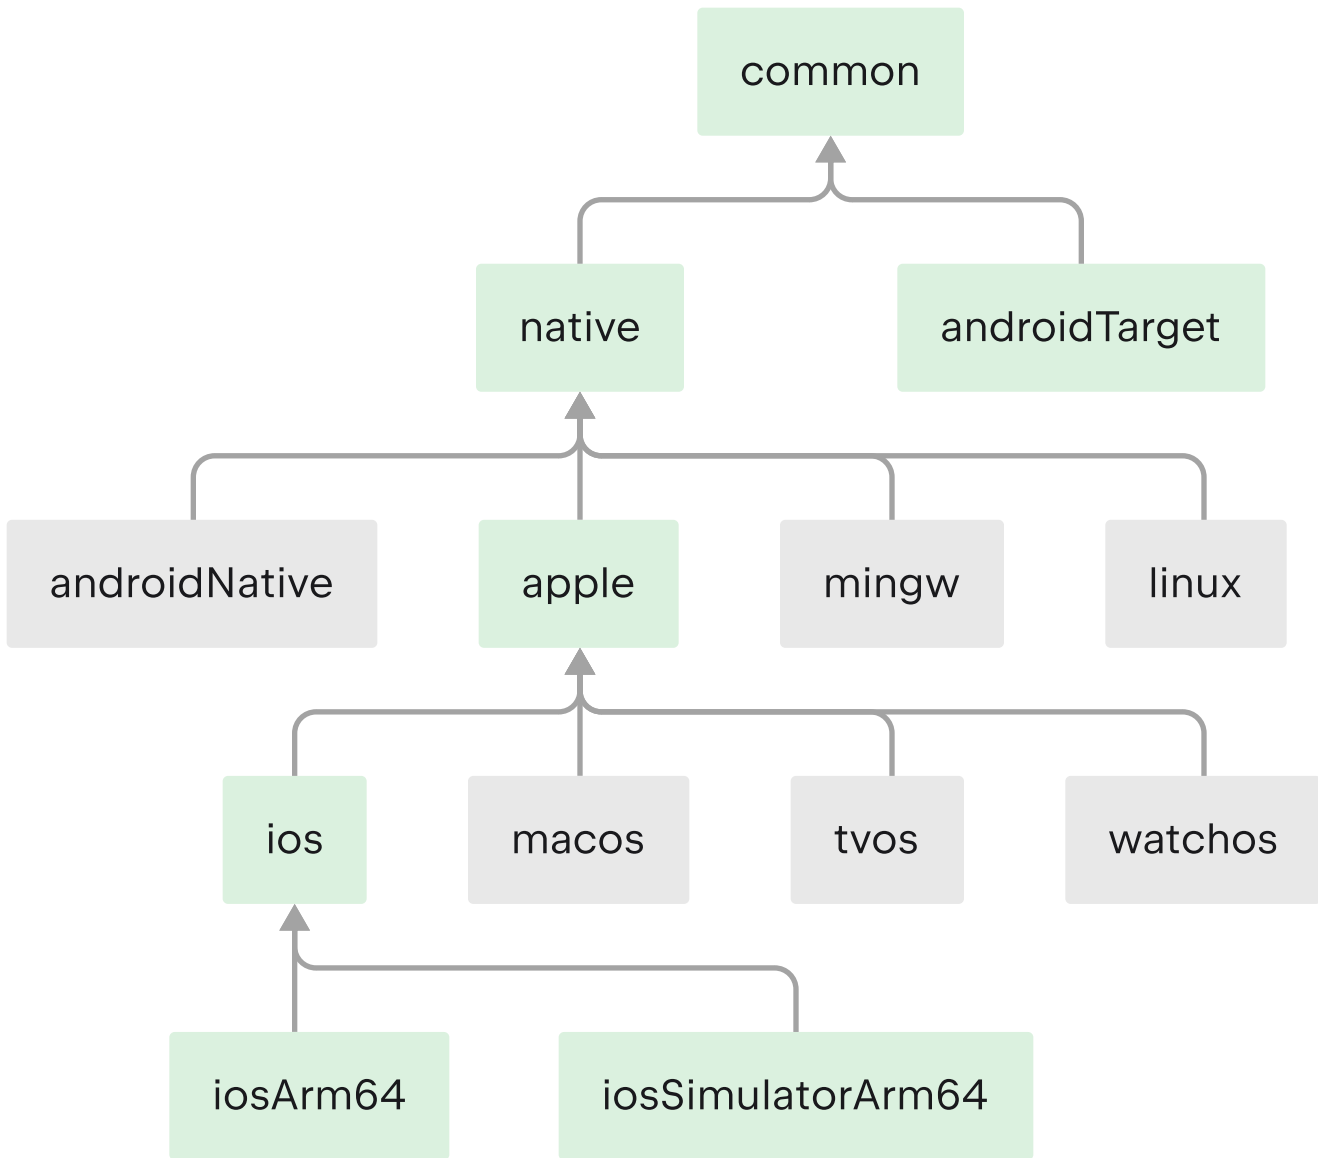 common
native
androidTarget
androidNative
apple
mingw
linux
ios
macos
tvos
watchos
iosArm64
iosSimulatorArm64